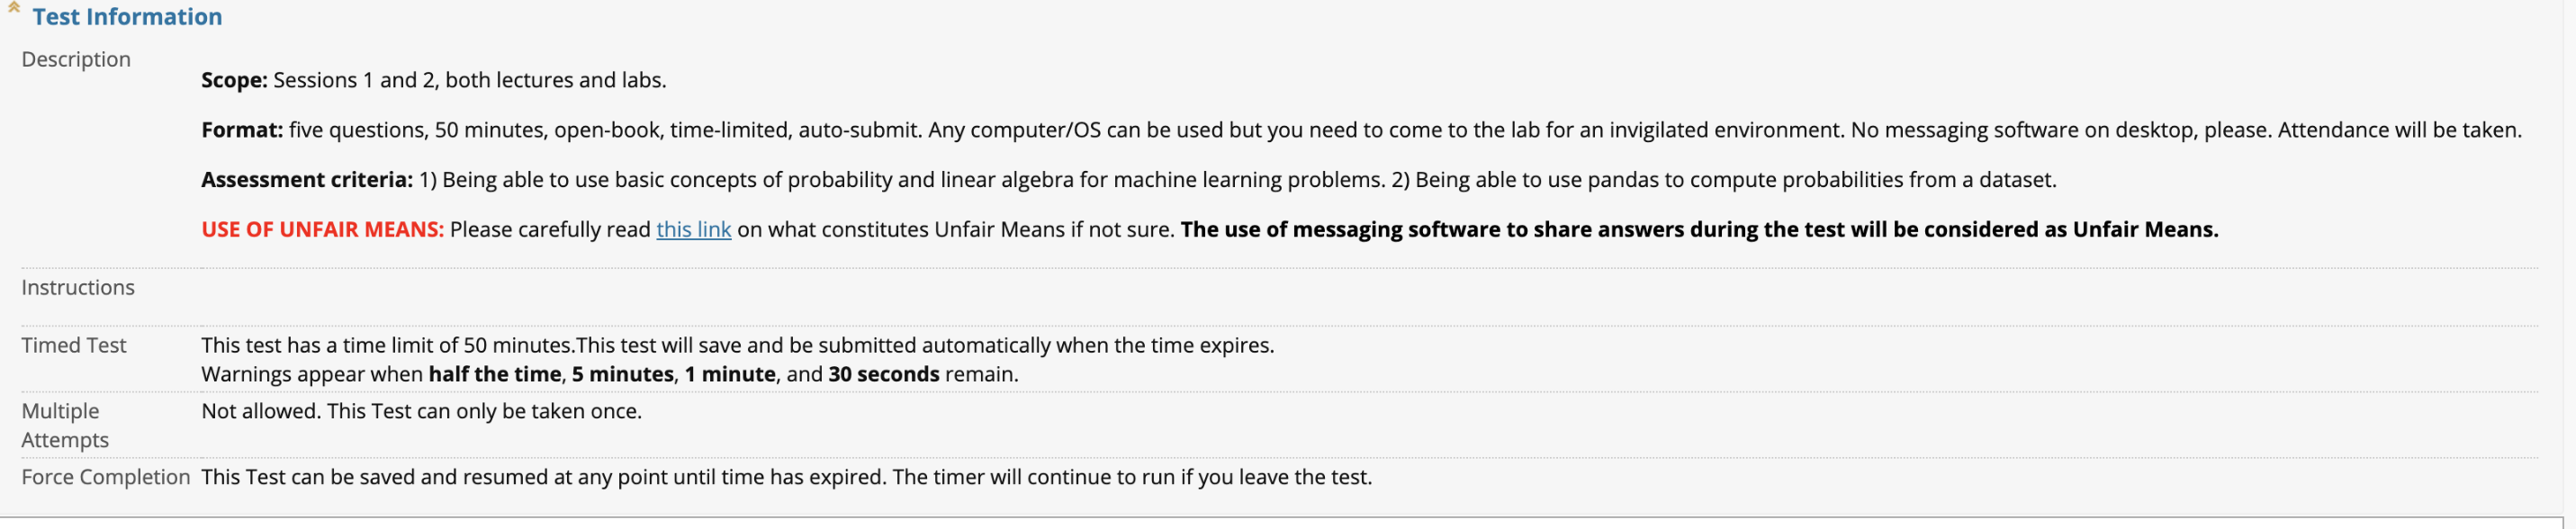 Test Information
Description
Scope: Sessions 1 and 2, both lectures and labs.
Format: five questions, 50 minutes, open-book, time-limited, auto-submit. Any computer/OS can be used but you need to come to the lab for an invigilated environment. No messaging software on desktop, please. Attendance will be taken.
Assessment criteria: 1) Being able to use basic concepts of probability and linear algebra for machine learning problems. 2) Being able to use pandas to compute probabilities from a dataset.
USE OF UNFAIR MEANS: Please carefully read this link on what constitutes Unfair Means if not sure. The use of messaging software to share answers during the test will be considered as Unfair Means.
Instructions
Timed Test This test has a time limit of 50 minutes.This test will save and be submitted automatically when the time expires.
Warnings appear when half the time, 5 minutes, 1 minute, and 30 seconds remain.
Multiple Not allowed. This Test can only be taken once.
Attempts
Force Completion This Test can be saved and resumed at any point until time has expired. The timer will continue to run if you leave the test.